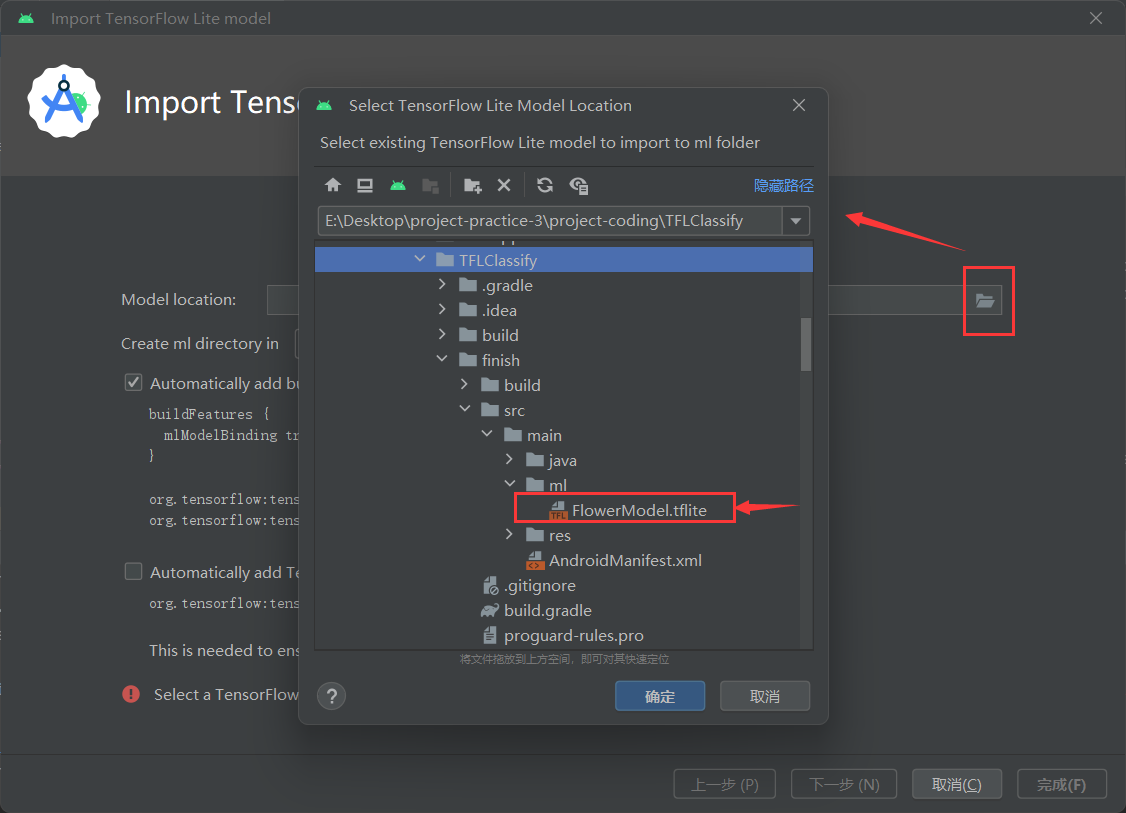 Import TensorFlow Lite model
Import Tens
Select TensorFlow Lite Model Location
Select existing TensorFlow Lite model to import to ml folder
隐藏路径
E:\Desktop\project-practice-3\project-coding\TFLClassify
TFLClassify
.gradle
.idea
build
finish
build
src
main
java
ml
TFL
FlowerModel.tflite
res
AndroidManifest.xml
.gitignore
build.gradle
proguard-rules.pro
将文件拖放到上方空间，即可对其快速定位
?
确定
取消
Model location:
Create ml directory in
Automatically add bu
buildFeatures {
mlModelBinding tr
}
org.tensorflow:tens
org.tensorflow:tens
Automatically add Te
org.tensorflow:tens
This is needed to ens
Select a TensorFlow
上一步 (P)
下一步 (N)
取消(C)
完成(F)